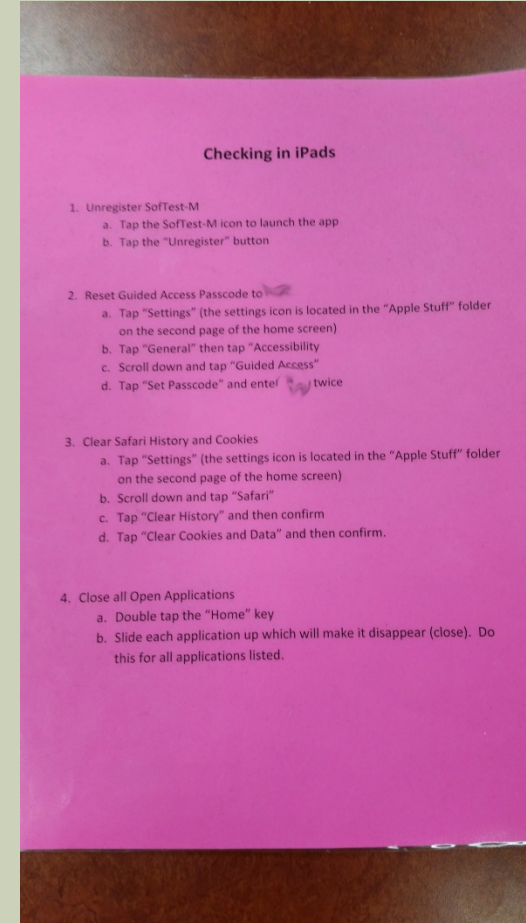 Checking in iPads
1. Unregister SofTest-M
a. Tap the SofTest-M icon to launch the app
b. Tap the "Unregister" button
2. Reset Guided Access Passcode to
a. Tap "Settings" (the settings icon is located in the "Apple Stuff" folder
on the second page of the home screen)
b. Tap "General" then tap "Accessibility
c. Scroll down and tap "Guided Access"
d. Tap "Set Passcode" and enter twice
3. Clear Safari History and Cookies
a. Tap "Settings" (the settings icon is located in the "Apple Stuff" folder
on the second page of the home screen)
b. Scroll down and tap "Safari"
c. Tap "Clear History" and then confirm
d. Tap "Clear Cookies and Data" and then confirm.
4. Close all Open Applications
a. Double tap the "Home" key
b. Slide each application up which will make it disappear (close). Do
this for all applications listed.